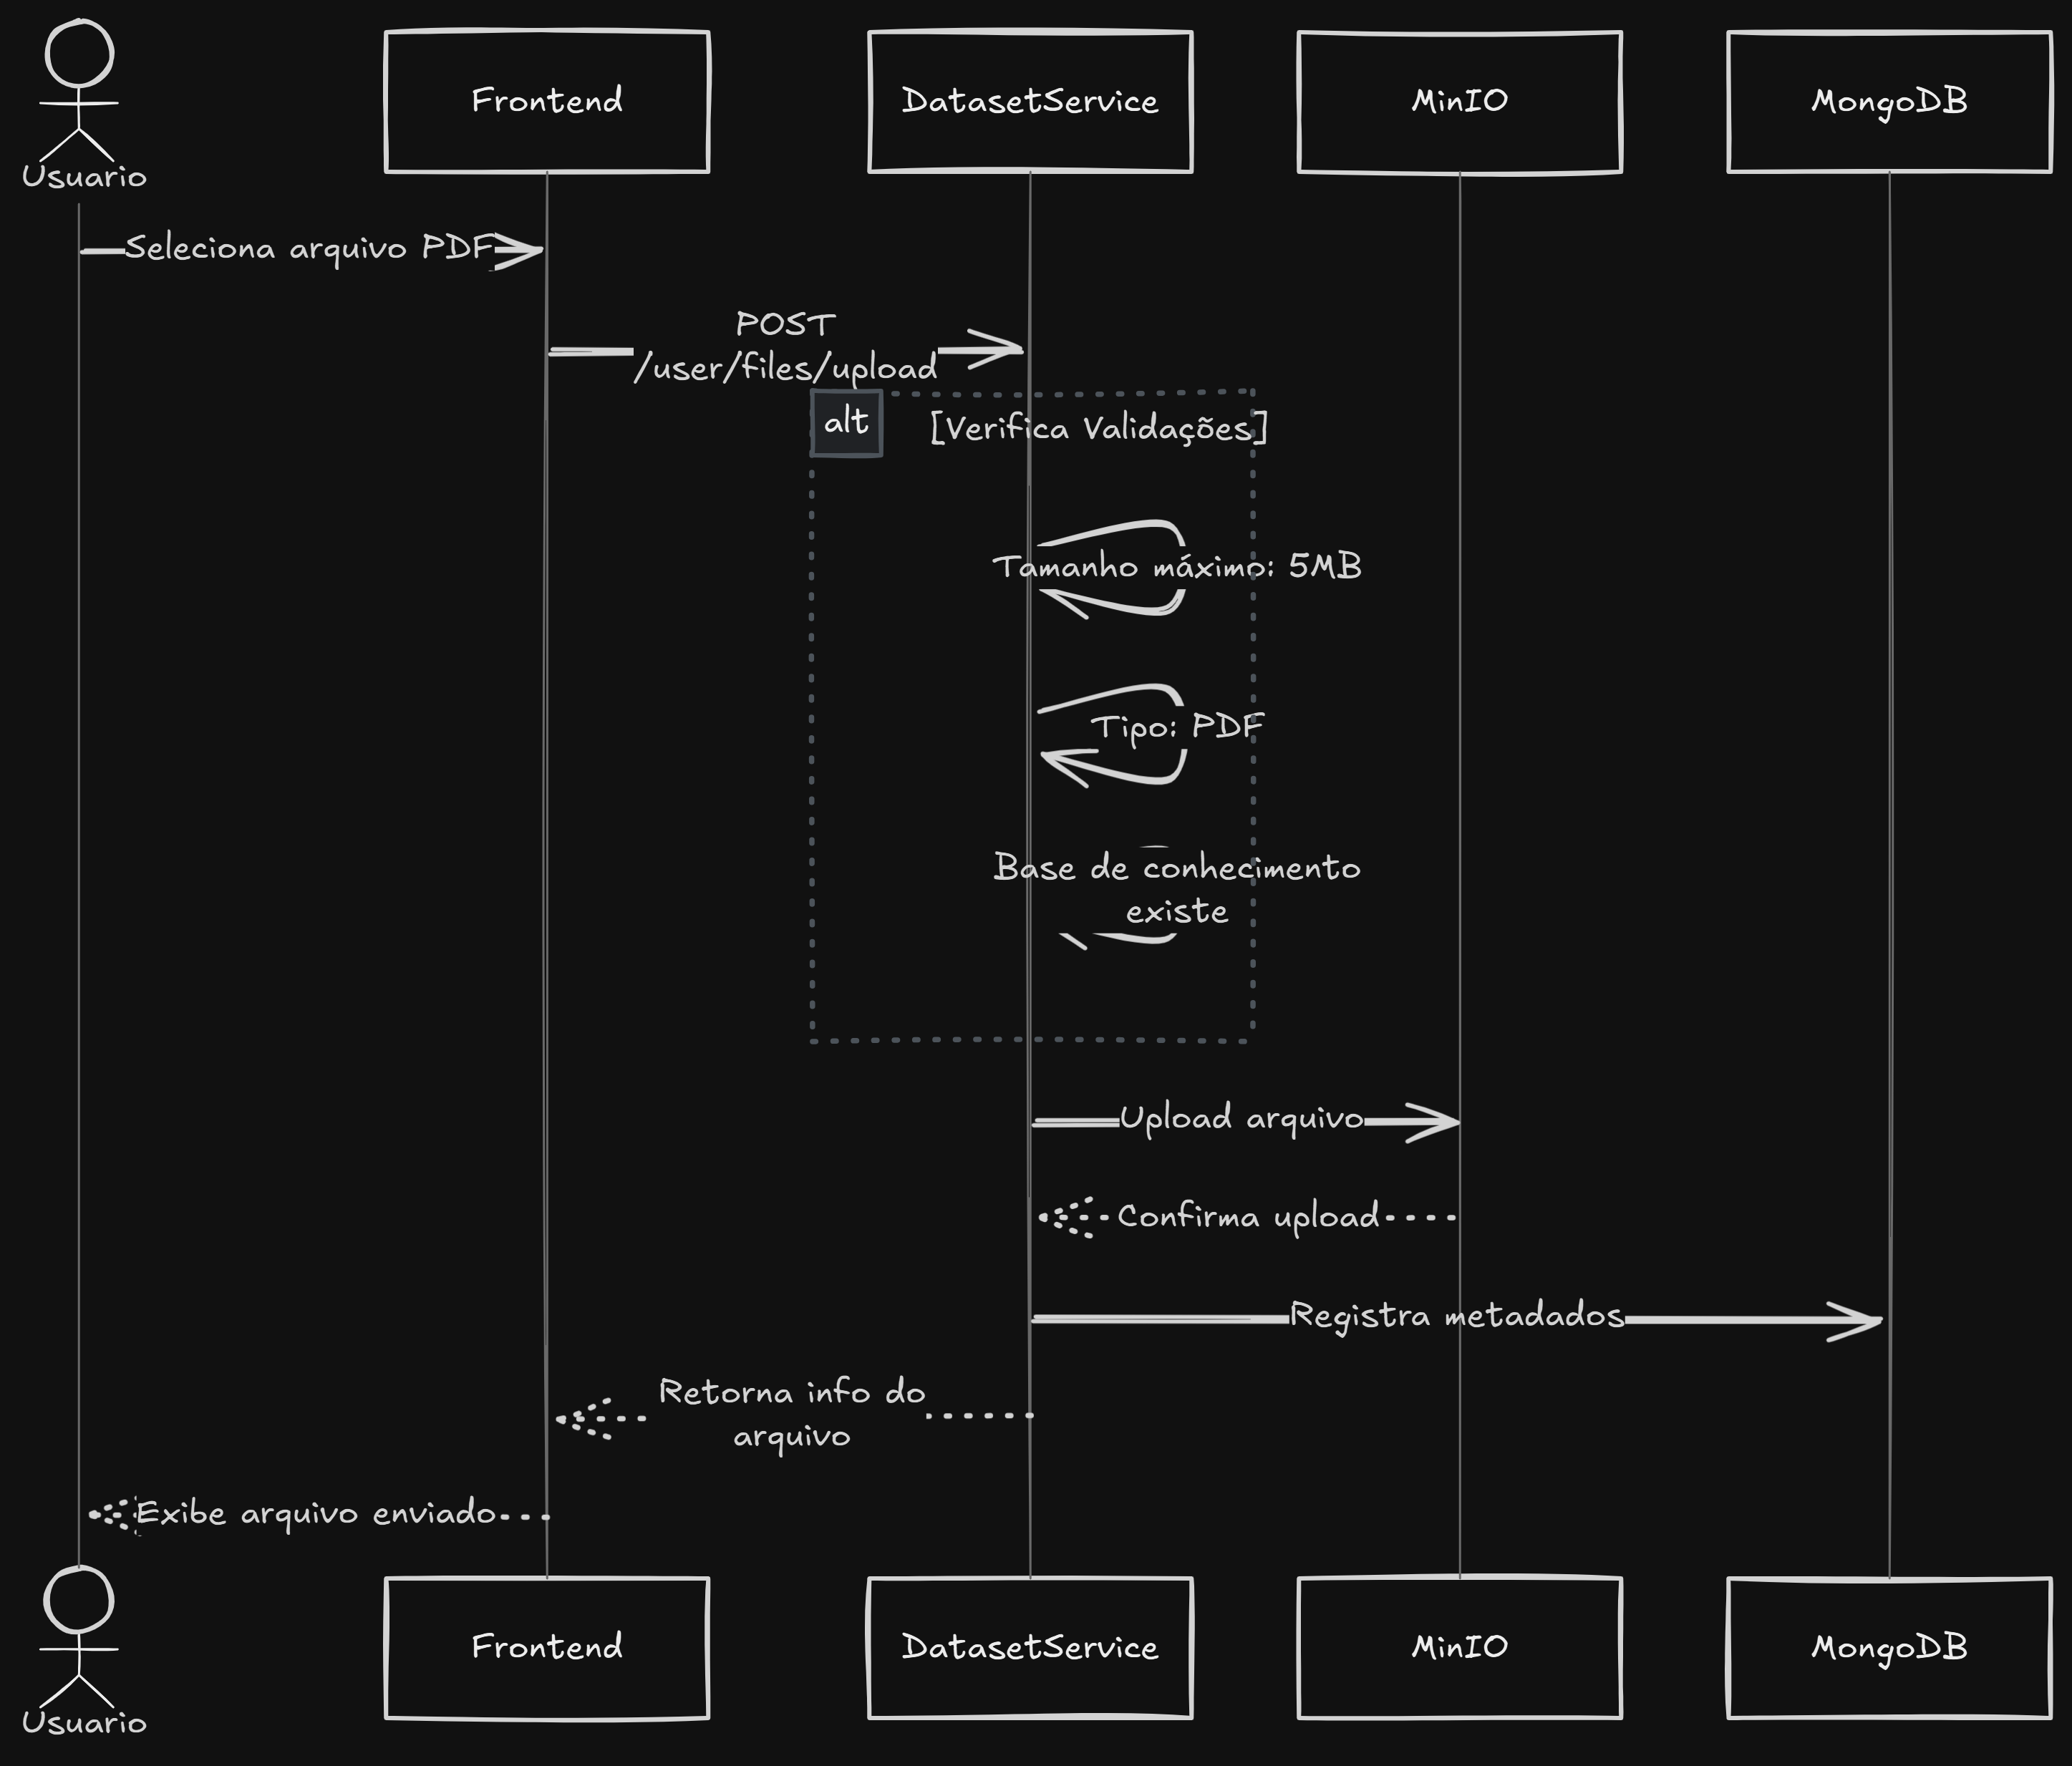 Usuario
Frontend
DatasetService
MinIO
MongoDB
Seleciona arquivo PDF
POST
/user/files/upload
alt
[Verifica Validações]
Tamanho máximo: 5MB
Tipo: PDF
Base de conhecimento
existe
Upload arquivo
Confirma upload
Registra metadados
Retorna info do
arquivo
Exibe arquivo enviado
Usuario
Frontend
DatasetService
MinIO
MongoDB